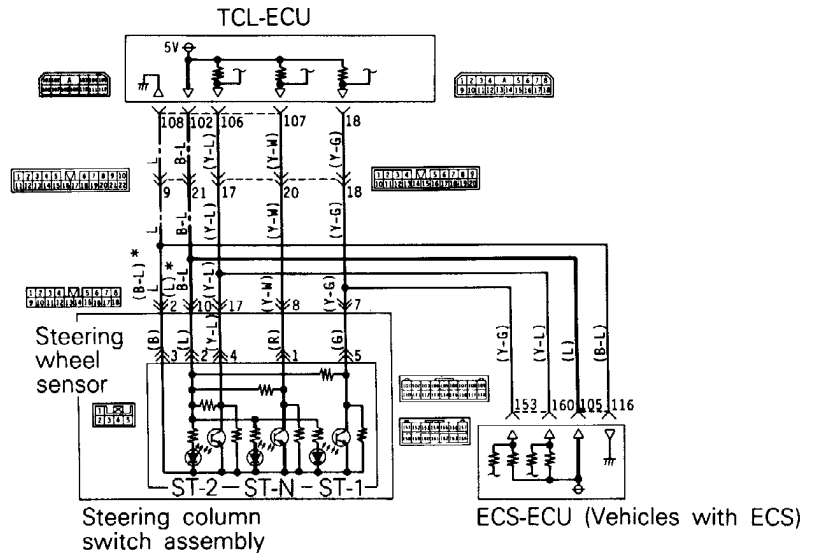 TCL-ECU
5V
108 102 106 107 18
L B-L (Y-L) (Y-W) (Y-G)
9 21 17 20 18
L B-L (Y-L) (Y-W) (Y-G)
(B-L)* L (L)* B-L (Y-L) (Y-W) (Y-G)
2 10 17 8 7
(B) (L) (Y-L) (R) (G)
3 2 4 1 5
Steering
wheel
sensor
(Y-G) (Y-L) (L) (B-L)
153 160 105 116
ST-2 ST-N ST-1
Steering column
switch assembly
ECS-ECU (Vehicles with ECS)